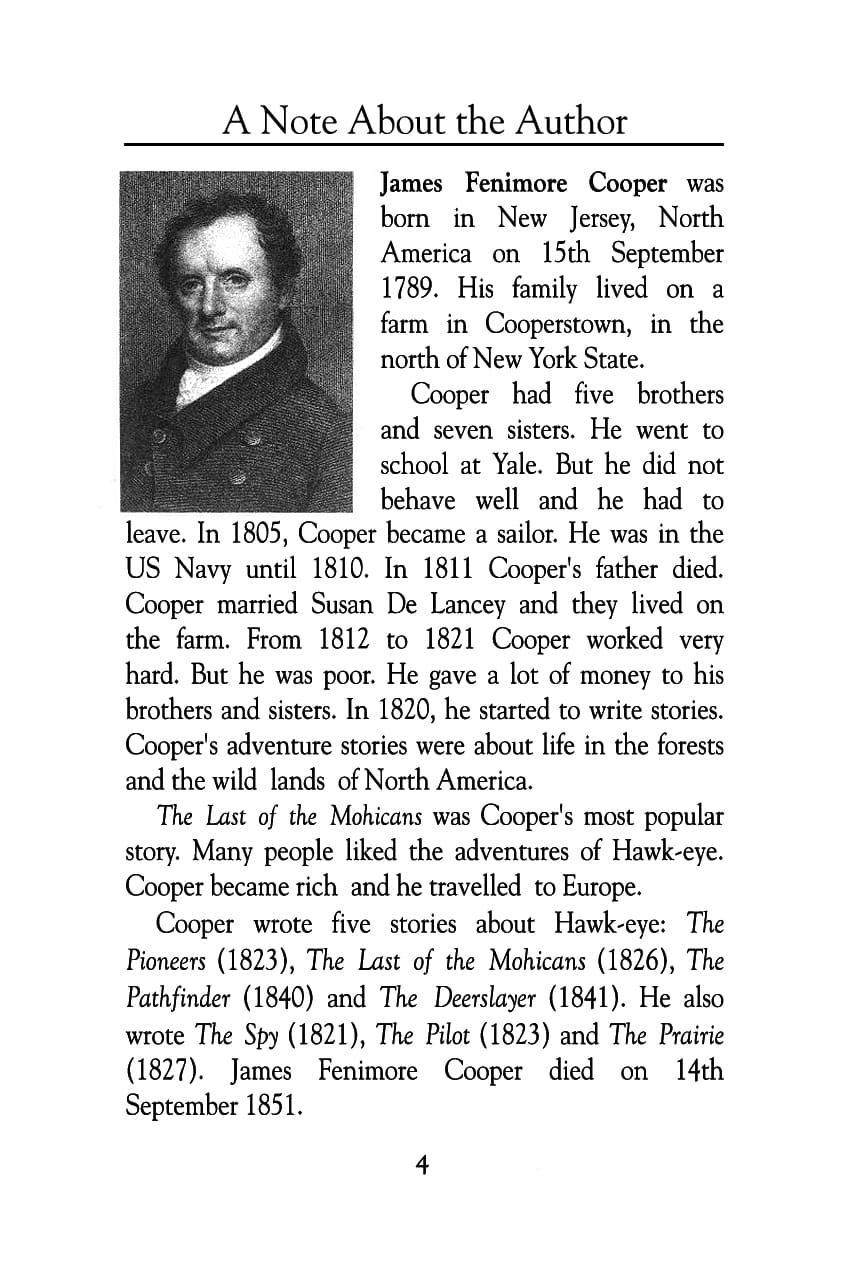 A Note About the Author
James Fenimore Cooper was
born in New Jersey, North
America on 15th September
1789. His family lived on a
farm in Cooperstown, in the
north of New York State.
Cooper had five brothers
and seven sisters. He went to
school at Yale. But he did not
behave well and he had to
leave. In 1805, Cooper became a sailor. He was in the
US Navy until 1810. In 1811 Cooper's father died.
Cooper married Susan De Lancey and they lived on
the farm. From 1812 to 1821 Cooper worked very
hard. But he was poor. He gave a lot of money to his
brothers and sisters. In 1820, he started to write stories.
Cooper's adventure stories were about life in the forests
and the wild lands of North America.
The Last of the Mohicans was Cooper's most popular
story. Many people liked the adventures of Hawk-eye.
Cooper became rich and he travelled to Europe.
Cooper wrote five stories about Hawk-eye: The
Pioneers (1823), The Last of the Mohicans (1826), The
Pathfinder (1840) and The Deerslayer (1841). He also
wrote The Spy (1821), The Pilot (1823) and The Prairie
(1827). James Fenimore Cooper died on 14th
September 1851.
4